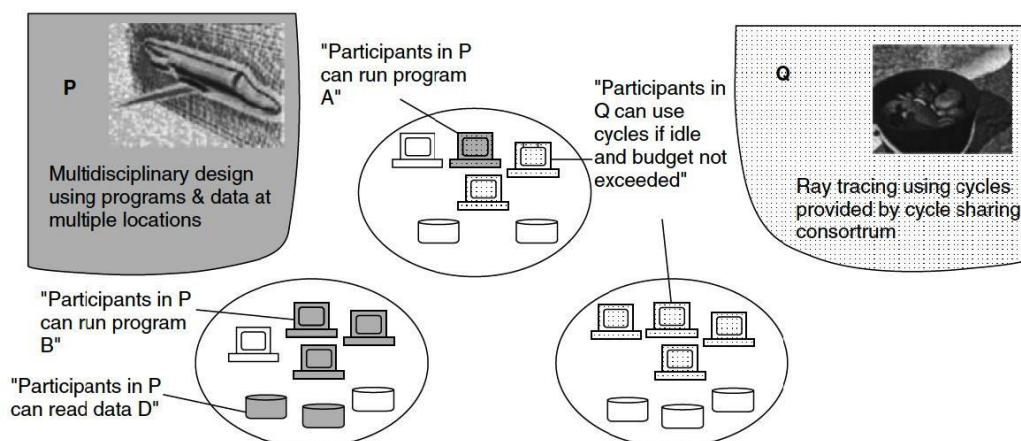 P
Multidisciplinary design
using programs & data at
multiple locations
"Participants in P
can run program
A"
"Participants in
Q can use
cycles if idle
and budget not
exceeded"
Q
Ray tracing using cycles
provided by cycle sharing
consortrum
"Participants in P
can run program
B"
"Participants in P
can read data D"